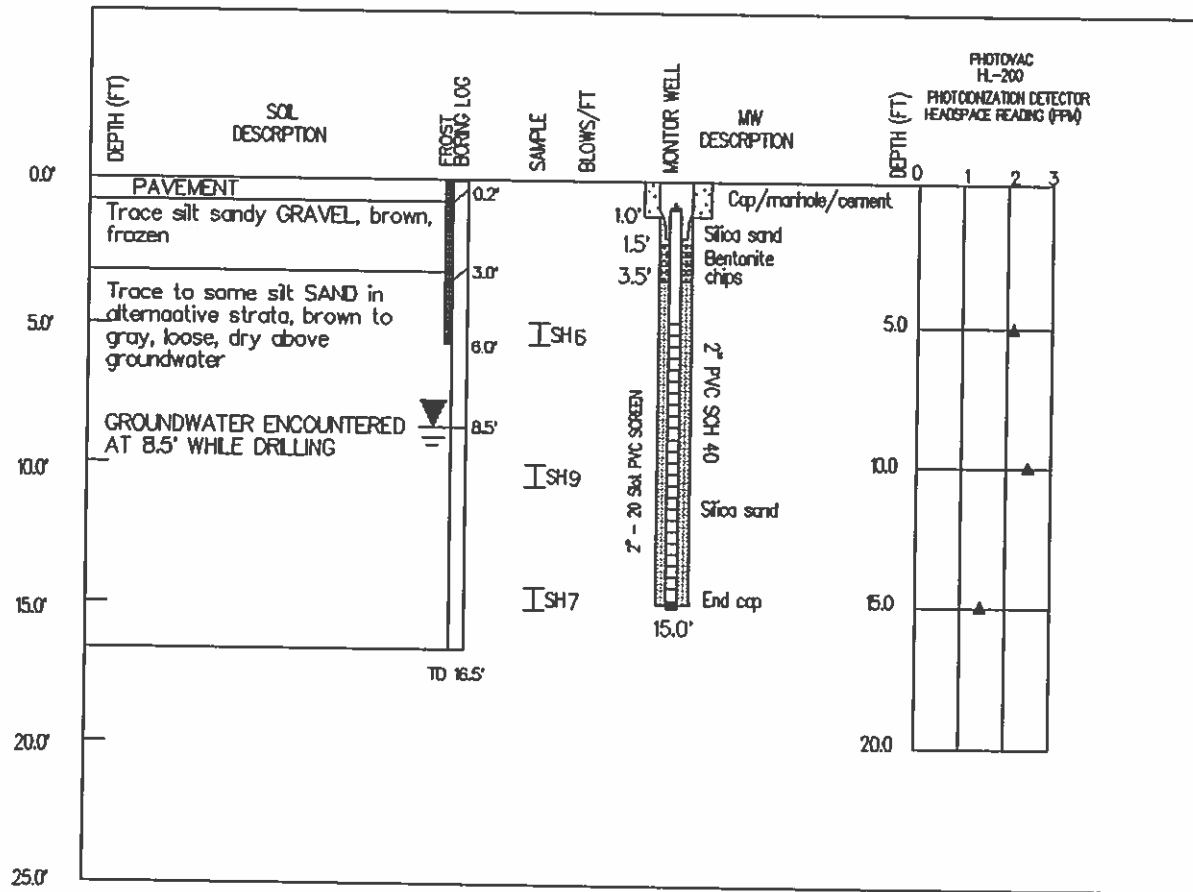 DEPTH (FT)
SOIL
DESCRPTION
FROST
BORING LOG
SAMPLE
BLOWS/FT
MONTOR WELL
MW
DESCRIPTION
DEPTH (FT)
PHOTOVAC
HL-200
PHOTOIONIZATION DETECTOR
HEADSPACE READING (PPM)
0 1 2 3
0.0'
PAVEMENT
0.2'
Trace silt sandy GRAVEL, brown,
frozen
3.0'
Trace to some silt SAND in
alternaative strata, brown to
gray, loose, dry above
groundwater
5.0'
6.0'
GROUNDWATER ENCOUNTERED
AT 8.5' WHILE DRILLING
8.5'
10.0'
15.0'
TD 16.5'
20.0'
25.0'
SH6
SH9
SH7
1.0'
1.5'
3.5'
Cap/manhole/cement
Silica sand
Bentonite
chips
2" PVC SCH 40
2" - 20 Slot PVC SCREEN
Silica sand
End cap
15.0'
5.0
10.0
15.0
20.0